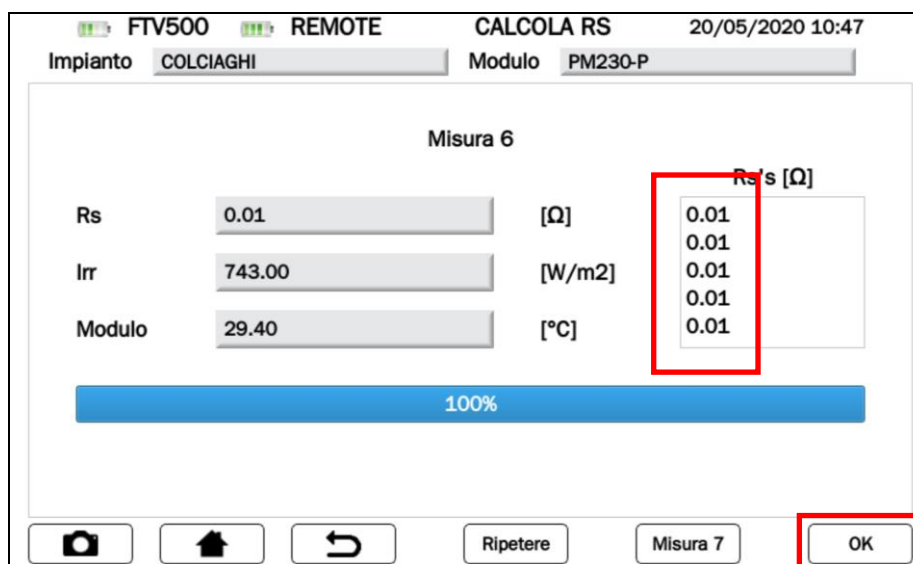 FTV500 REMOTE CALCOLA RS 20/05/2020 10:47
Impianto COLCIAGHI Modulo PM230-P
Misura 6
Rs's [Ω]
Rs 0.01 [Ω] 0.01
0.01
Irr 743.00 [W/m2] 0.01
0.01
Modulo 29.40 [°C] 0.01
100%
Ripetere Misura 7 OK